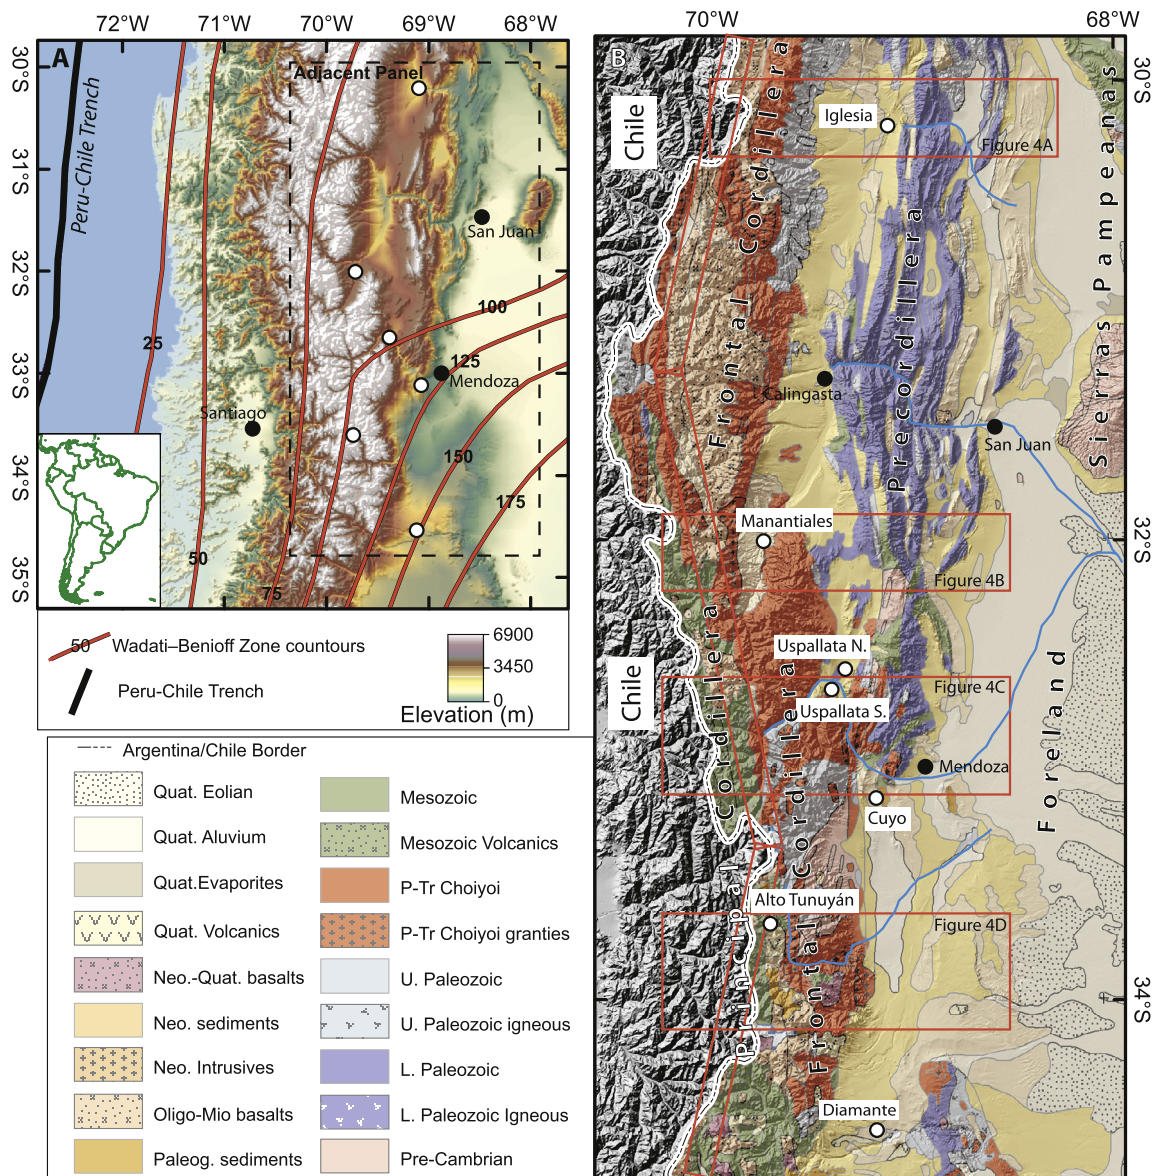 72°W
71°W
70°W
69°W
68°W
30°S
31°S
32°S
33°S
34°S
35°S
A
Adjacent Panel
Peru-Chile Trench
San Juan
Mendoza
Santiago
25
50
75
100
125
150
175
50
Wadati–Benioff Zone countours
Peru-Chile Trench
6900
3450
0
Elevation (m)
Argentina/Chile Border
Quat. Eolian
Quat. Aluvium
Quat.Evaporites
Quat. Volcanics
Neo.-Quat. basalts
Neo. sediments
Neo. Intrusives
Oligo-Mio basalts
Paleog. sediments
Mesozoic
Mesozoic Volcanics
P-Tr Choiyoi
P-Tr Choiyoi granties
U. Paleozoic
U. Paleozoic igneous
L. Paleozoic
L. Paleozoic Igneous
Pre-Cambrian
70°W
68°W
30°S
32°S
34°S
B
Chile
Chile
Frontal Cordillera
Precordillera
Sierras Pampeanas
Iglesia
Figure 4A
Calingasta
San Juan
Manantiales
Figure 4B
Uspallata N.
Figure 4C
Uspallata S.
Mendoza
Cuyo
Foreland
Principal Cordillera
Frontal Cordillera
Alto Tunuyán
Figure 4D
Diamante